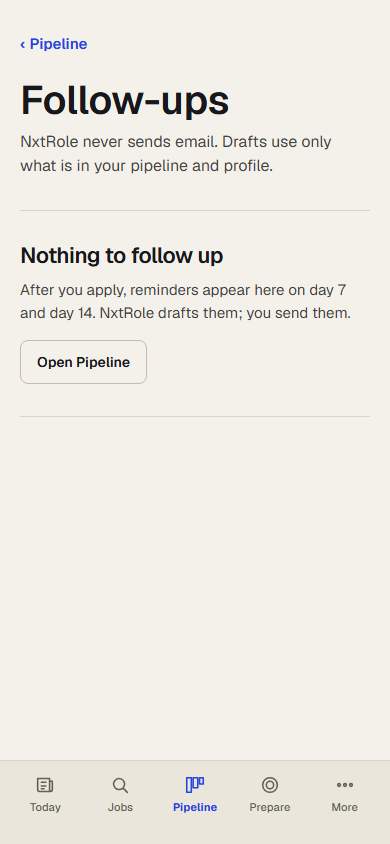 ‹ Pipeline
Follow-ups
NxtRole never sends email. Drafts use only
what is in your pipeline and profile.
Nothing to follow up
After you apply, reminders appear here on day 7
and day 14. NxtRole drafts them; you send them.
Open Pipeline
Today
Jobs
Pipeline
Prepare
More